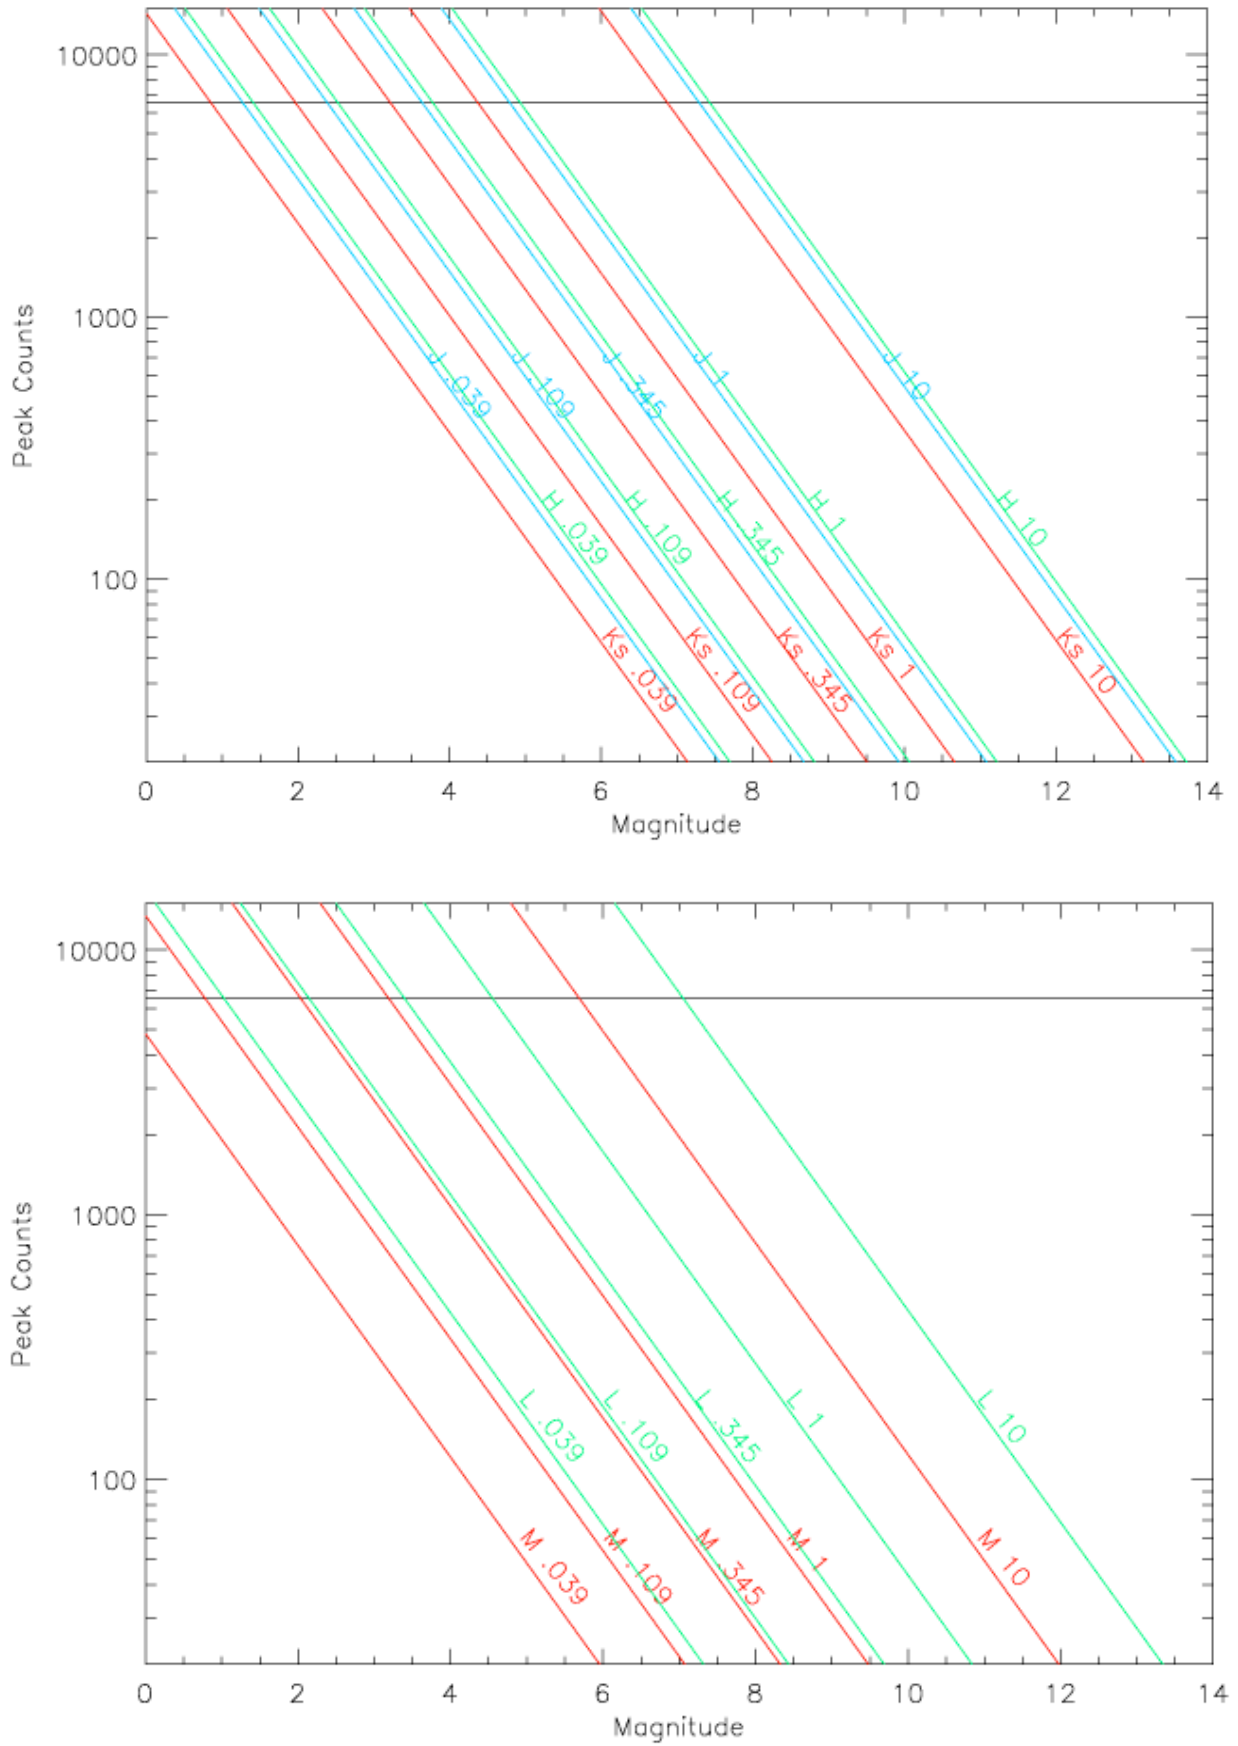 10000
1000
100
Peak Counts
J .039
J .109
J .345
J 1
J 10
H .039
H .109
H .345
H 1
H 10
Ks .039
Ks .109
Ks .345
Ks 1
Ks 10
0 2 4 6 8 10 12 14
Magnitude
10000
1000
100
Peak Counts
L .039
L .109
L .345
L 1
L 10
M .039
M .109
M .345
M 1
M 10
0 2 4 6 8 10 12 14
Magnitude